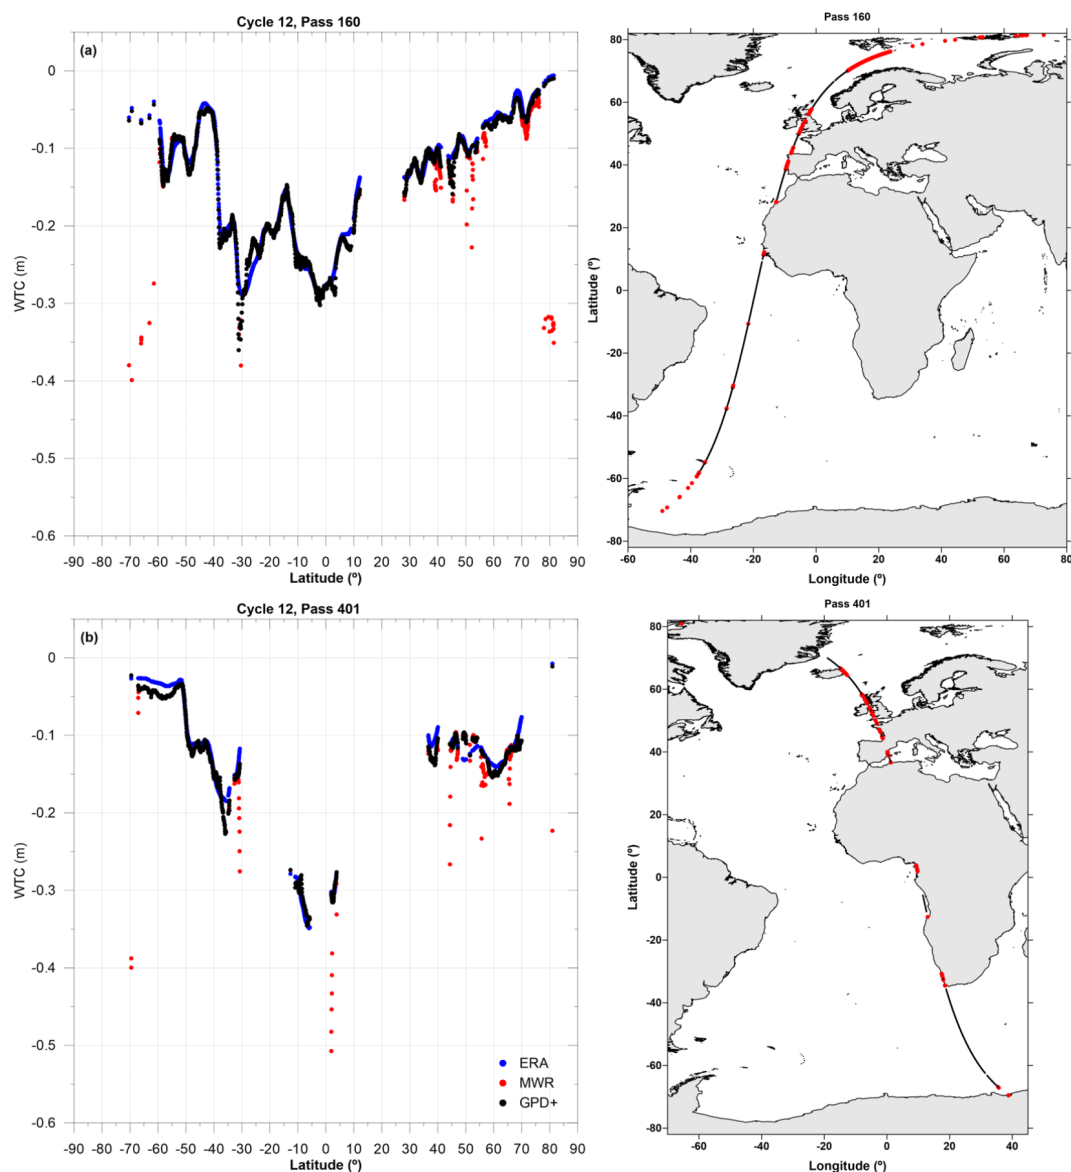 Cycle 12, Pass 160
(a)
WTC (m)
0
-0.1
-0.2
-0.3
-0.4
-0.5
-0.6
-90 -80 -70 -60 -50 -40 -30 -20 -10 0 10 20 30 40 50 60 70 80 90
Latitude (º)
Pass 160
Latitude (º)
80
60
40
20
0
-20
-40
-60
-80
-60 -40 -20 0 20 40 60 80
Longitude (º)
Cycle 12, Pass 401
(b)
WTC (m)
0
-0.1
-0.2
-0.3
-0.4
-0.5
-0.6
ERA
MWR
GPD+
-90 -80 -70 -60 -50 -40 -30 -20 -10 0 10 20 30 40 50 60 70 80 90
Latitude (º)
Pass 401
Latitude (º)
80
60
40
20
0
-20
-40
-60
-80
-60 -40 -20 0 20 40
Longitude (º)